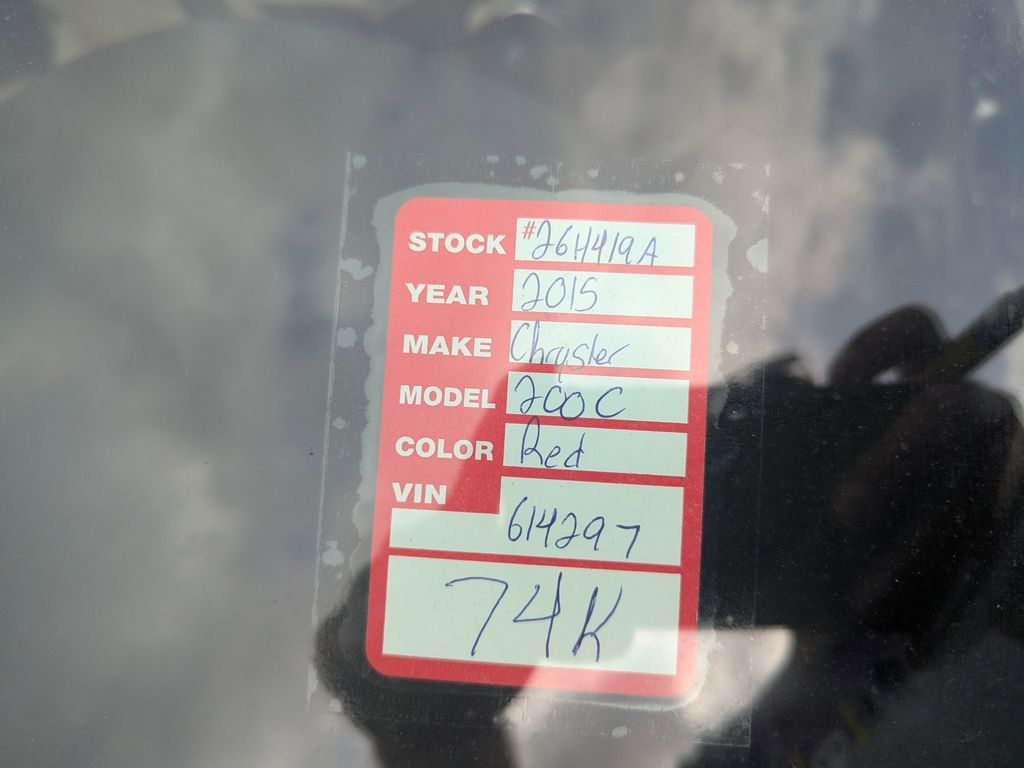 STOCK #26H419A
YEAR 2015
MAKE Chrysler
MODEL 200C
COLOR Red
VIN
614297
74K